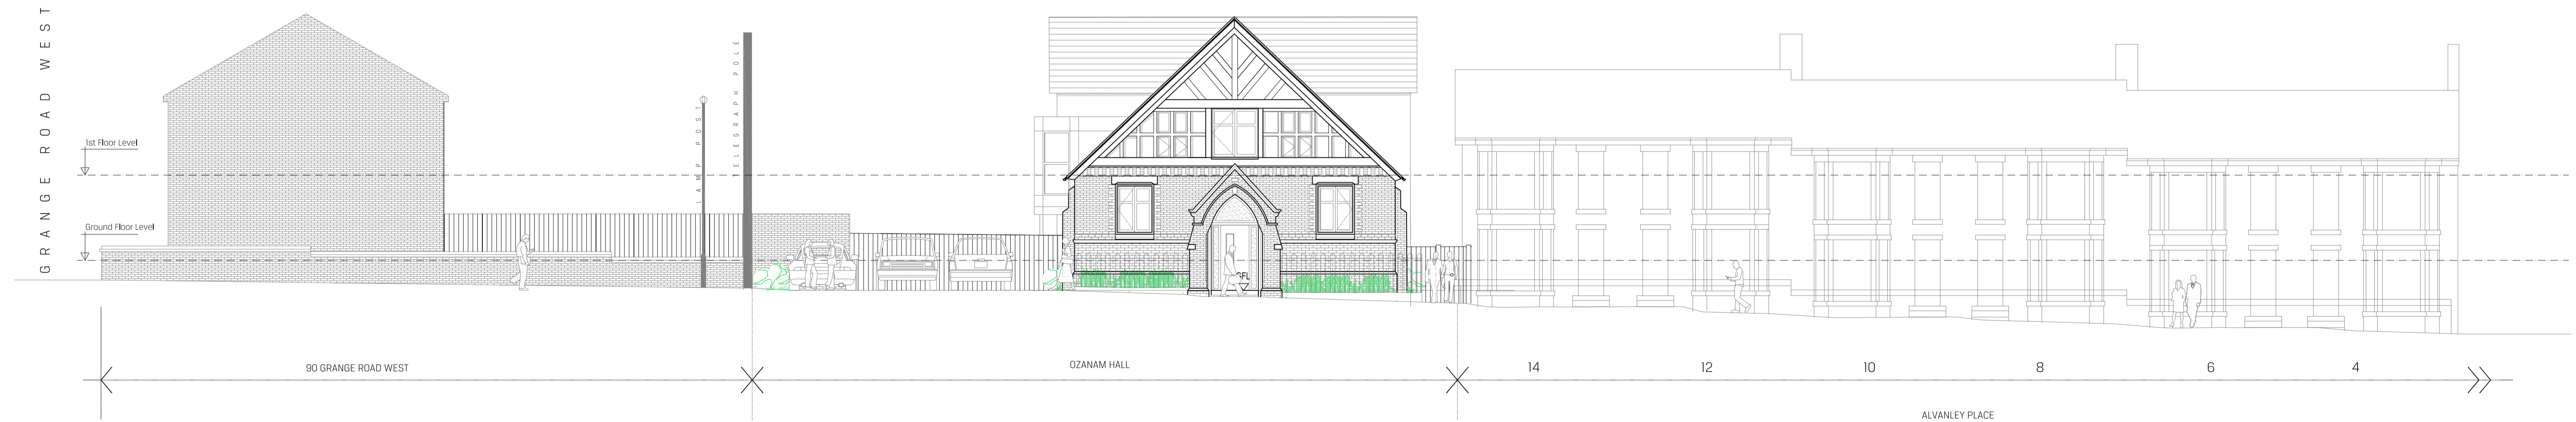 GRANGE ROAD WEST
1st Floor Level
Ground Floor Level
LAMP POST
TELEGRAPH POLE
GFL
90 GRANGE ROAD WEST
OZANAM HALL
14
12
10
8
6
4
ALVANLEY PLACE